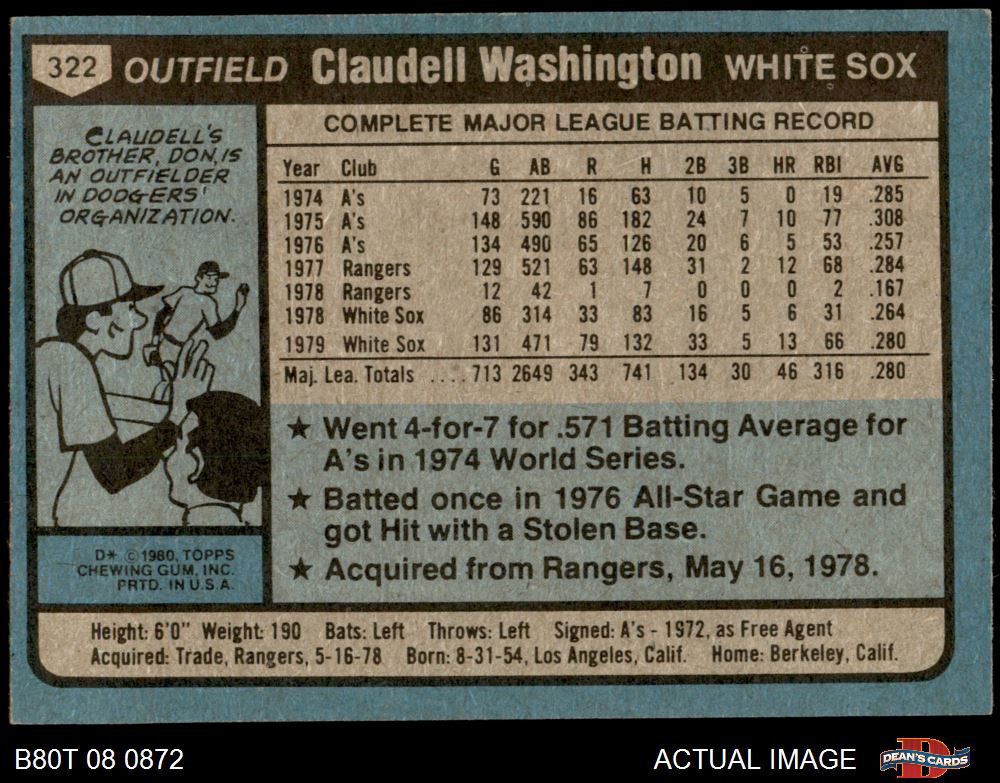 322 OUTFIELD Claudell Washington WHITE SOX
CLAUDELL'S
BROTHER, DON, IS
AN OUTFIELDER
IN DODGERS'
ORGANIZATION.
D* © 1980, TOPPS
CHEWING GUM, INC.
PRTD. IN U.S.A.
COMPLETE MAJOR LEAGUE BATTING RECORD
Year Club G AB R H 2B 3B HR RBI AVG
1974 A's 73 221 16 63 10 5 0 19 .285
1975 A's 148 590 86 182 24 7 10 77 .308
1976 A's 134 490 65 126 20 6 5 53 .257
1977 Rangers 129 521 63 148 31 2 12 68 .284
1978 Rangers 12 42 1 7 0 0 0 2 .167
1978 White Sox 86 314 33 83 16 5 6 31 .264
1979 White Sox 131 471 79 132 33 5 13 66 .280
Maj. Lea. Totals ....713 2649 343 741 134 30 46 316 .280
★ Went 4-for-7 for .571 Batting Average for
A's in 1974 World Series.
★ Batted once in 1976 All-Star Game and
got Hit with a Stolen Base.
★ Acquired from Rangers, May 16, 1978.
Height: 6'0" Weight: 190 Bats: Left Throws: Left Signed: A's - 1972, as Free Agent
Acquired: Trade, Rangers, 5-16-78 Born: 8-31-54, Los Angeles, Calif. Home: Berkeley, Calif.
B80T 08 0872 ACTUAL IMAGE D DEAN'S CARDS